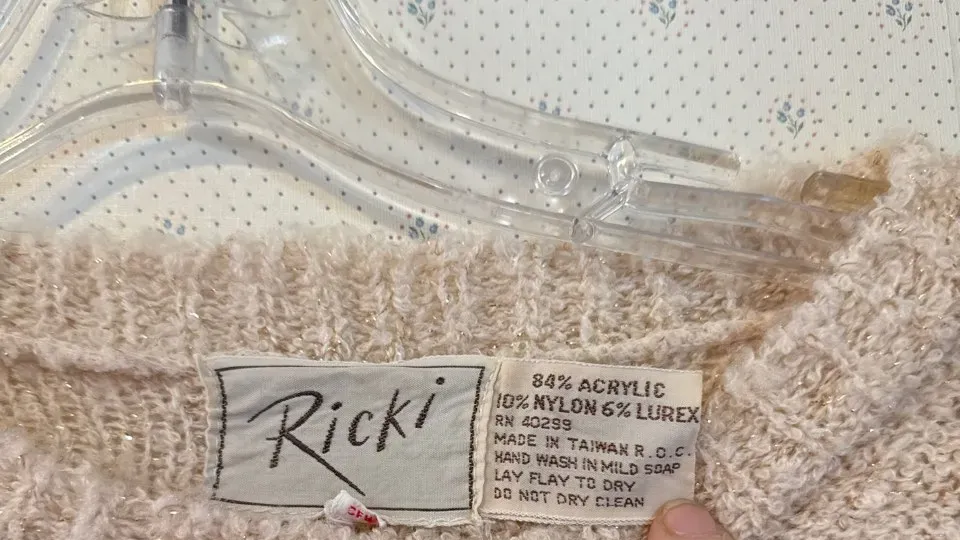 Ricki
84% ACRYLIC
10% NYLON 6% LUREX
RN 40299
MADE IN TAIWAN R.O.C.
HAND WASH IN MILD SOAP
LAY FLAY TO DRY
DO NOT DRY CLEAN